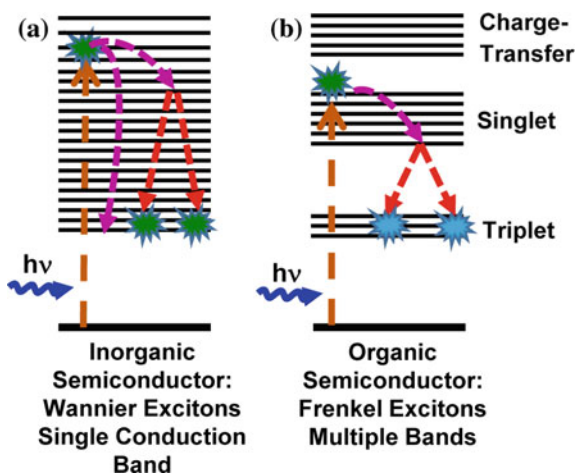 (a)
hν
Inorganic
Semiconductor:
Wannier Excitons
Single Conduction
Band
(b)
Charge-
Transfer
Singlet
Triplet
hν
Organic
Semiconductor:
Frenkel Excitons
Multiple Bands